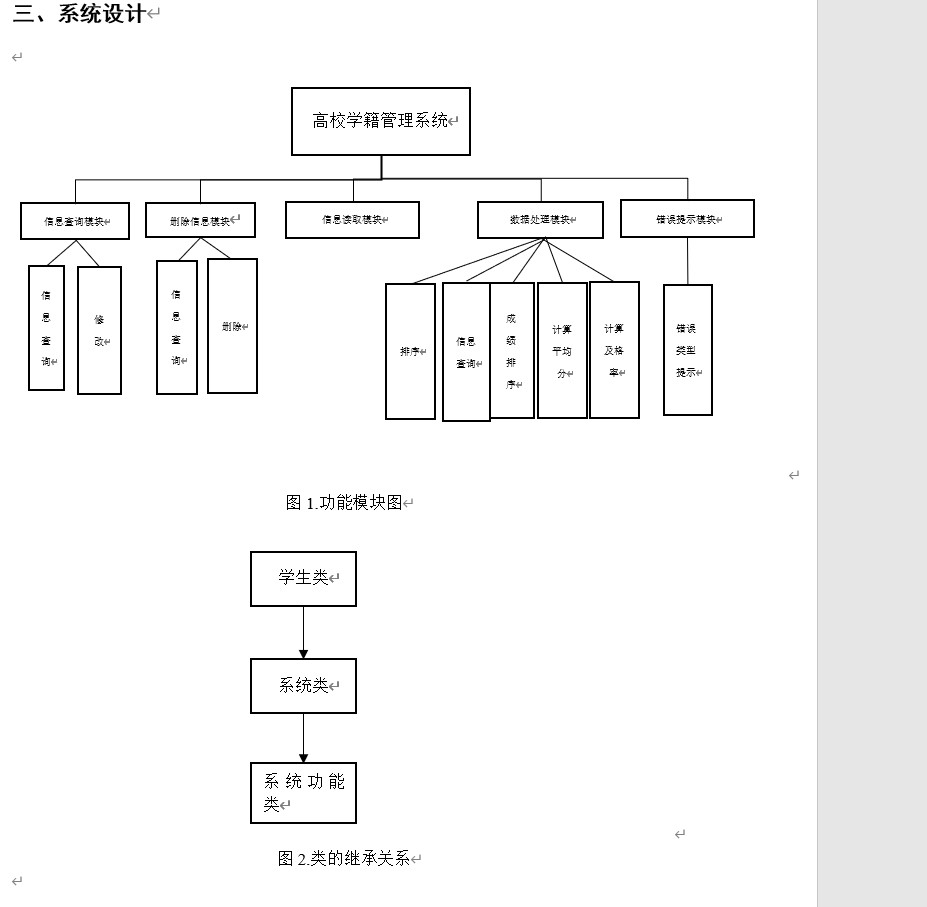 三、系统设计
高校学籍管理系统
信息查询模块
删除信息模块
信息读取模块
数据处理模块
错误提示模块
信
息
查
询
修
改
信
息
查
询
删除
排序
信息
查询
成
绩
排
序
计算
平均
分
计算
及格
率
错误
类型
提示
图 1.功能模块图
学生类
系统类
系统功能
类
图 2.类的继承关系